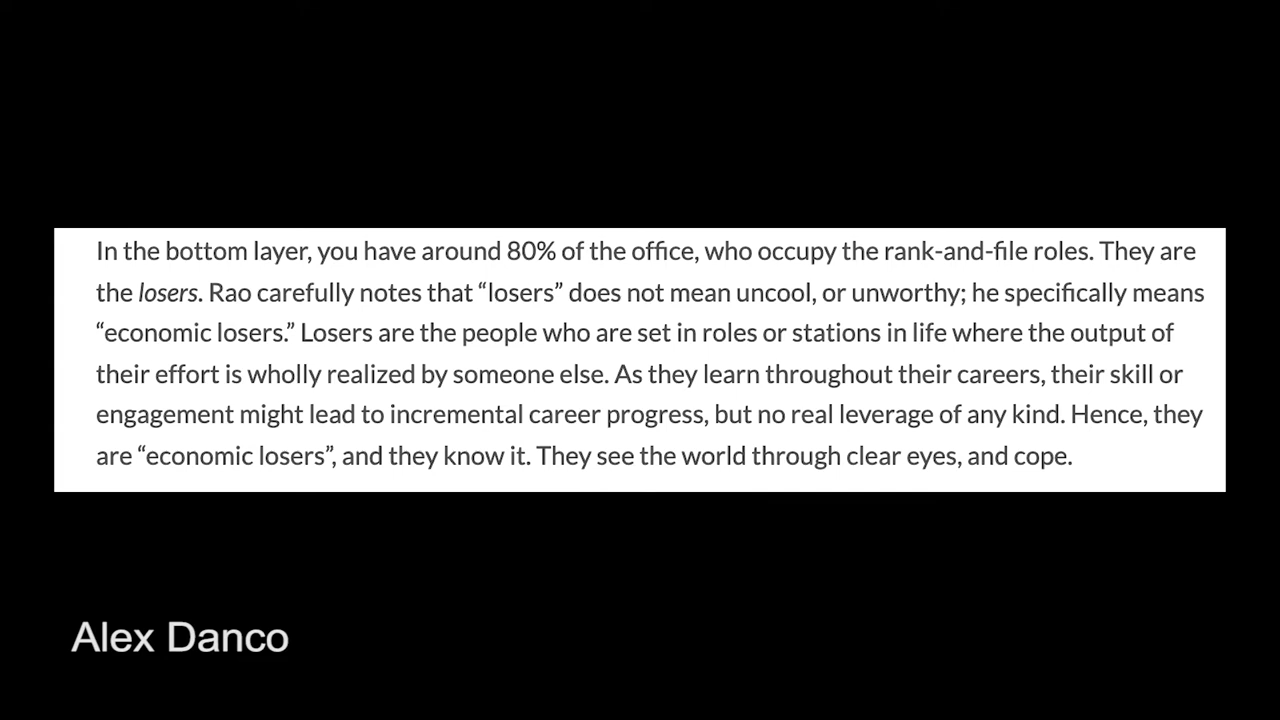 In the bottom layer, you have around 80% of the office, who occupy the rank-and-file roles. They are
the losers. Rao carefully notes that “losers” does not mean uncool, or unworthy; he specifically means
“economic losers.” Losers are the people who are set in roles or stations in life where the output of
their effort is wholly realized by someone else. As they learn throughout their careers, their skill or
engagement might lead to incremental career progress, but no real leverage of any kind. Hence, they
are “economic losers”, and they know it. They see the world through clear eyes, and cope.
Alex Danco